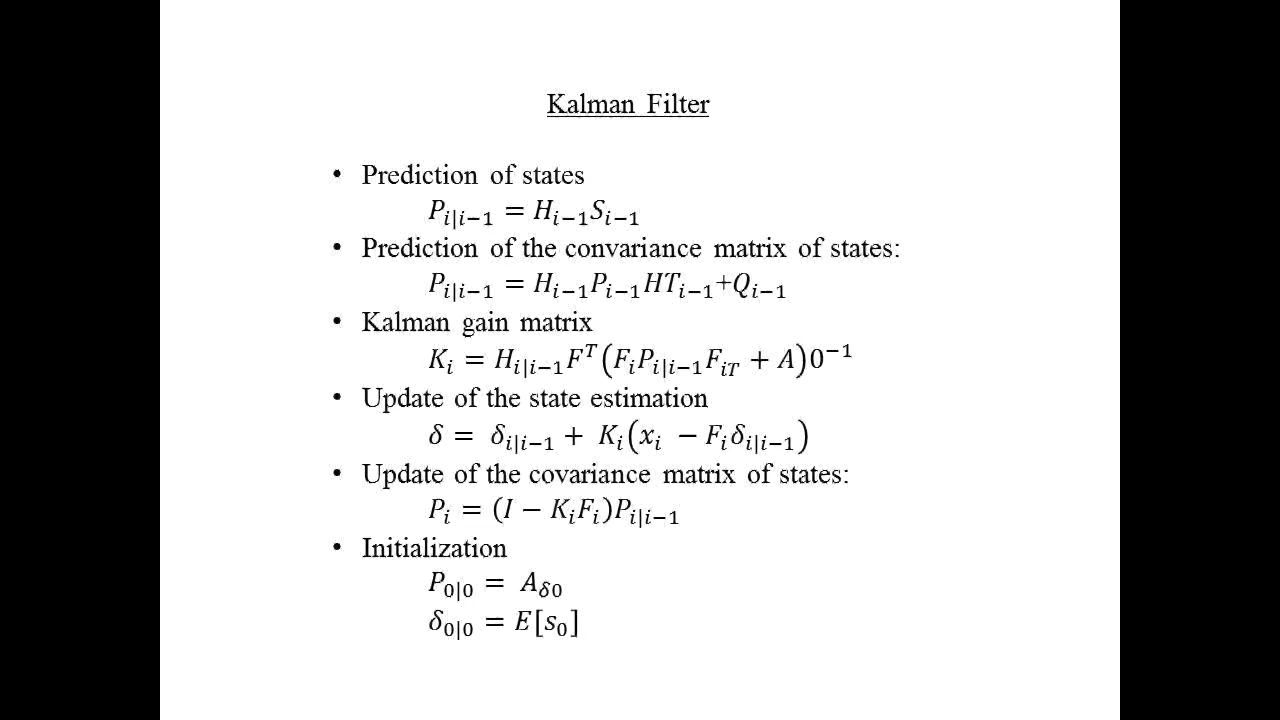 Kalman Filter
• Prediction of states
P_{i|i−1} = H_{i−1}S_{i−1}
• Prediction of the convariance matrix of states:
P_{i|i−1} = H_{i−1}P_{i−1}HT_{i−1}+Q_{i−1}
• Kalman gain matrix
K_i = H_{i|i−1}F^T(F_iP_{i|i−1}F_{iT} + A)0^{−1}
• Update of the state estimation
δ = δ_{i|i−1} + K_i(x_i − F_iδ_{i|i−1})
• Update of the covariance matrix of states:
P_i = (I − K_iF_i)P_{i|i−1}
• Initialization
P_{0|0} = A_{δ0}
δ_{0|0} = E[s_0]